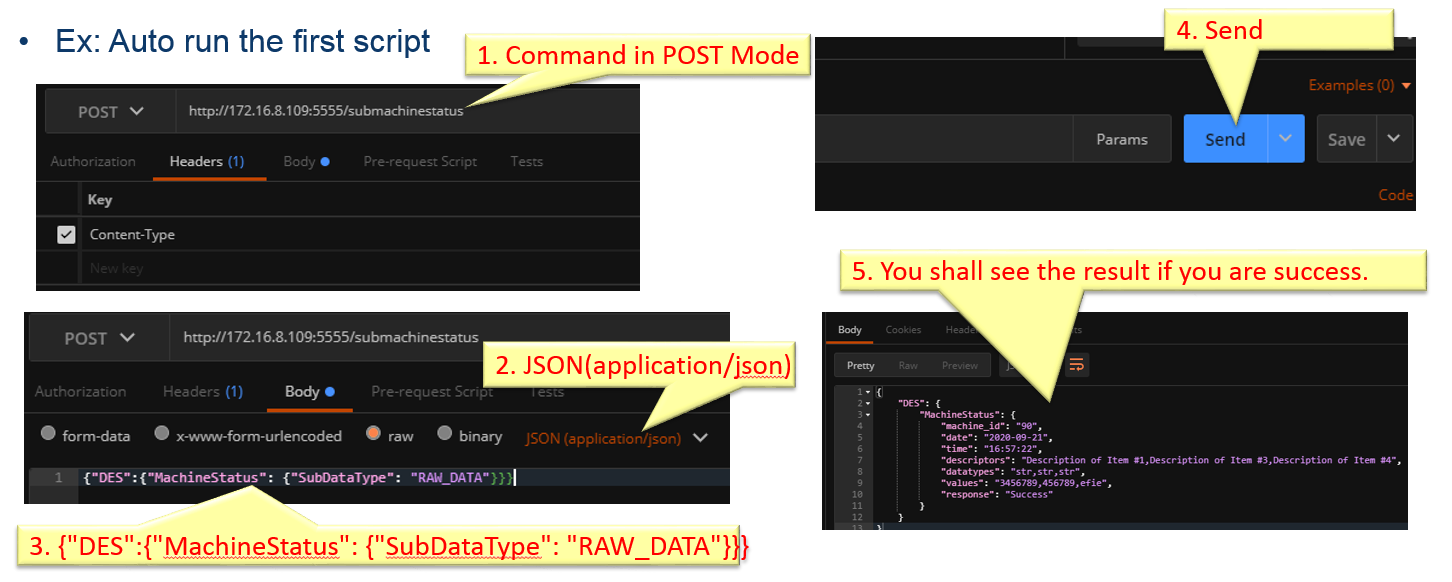 • Ex: Auto run the first script
1. Command in POST Mode
POST http://172.16.8.109:5555/submachinestatus
Authorization Headers (1) Body Pre-request Script Tests
Key
Content-Type
New key
POST http://172.16.8.109:5555/submachinestatus
2. JSON(application/json)
Authorization Headers (1) Body Pre-request Script Tests
form-data x-www-form-urlencoded raw binary JSON (application/json)
1 {"DES":{"MachineStatus": {"SubDataType": "RAW_DATA"}}}
3. {"DES":{"MachineStatus": {"SubDataType": "RAW_DATA"}}}
4. Send
Examples (0)
Params Send Save
Code
5. You shall see the result if you are success.
Body Cookies
Pretty Raw Preview
1 {
2 "DES": {
3 "MachineStatus": {
4 "machine_id": "90",
5 "date": "2020-09-21",
6 "time": "16:57:22",
7 "descriptors": "Description of Item #1,Description of Item #3,Description of Item #4",
8 "datatypes": "str,str,str",
9 "values": "3456789,456789,efie",
10 "response": "Success"
11 }
12 }
13 }